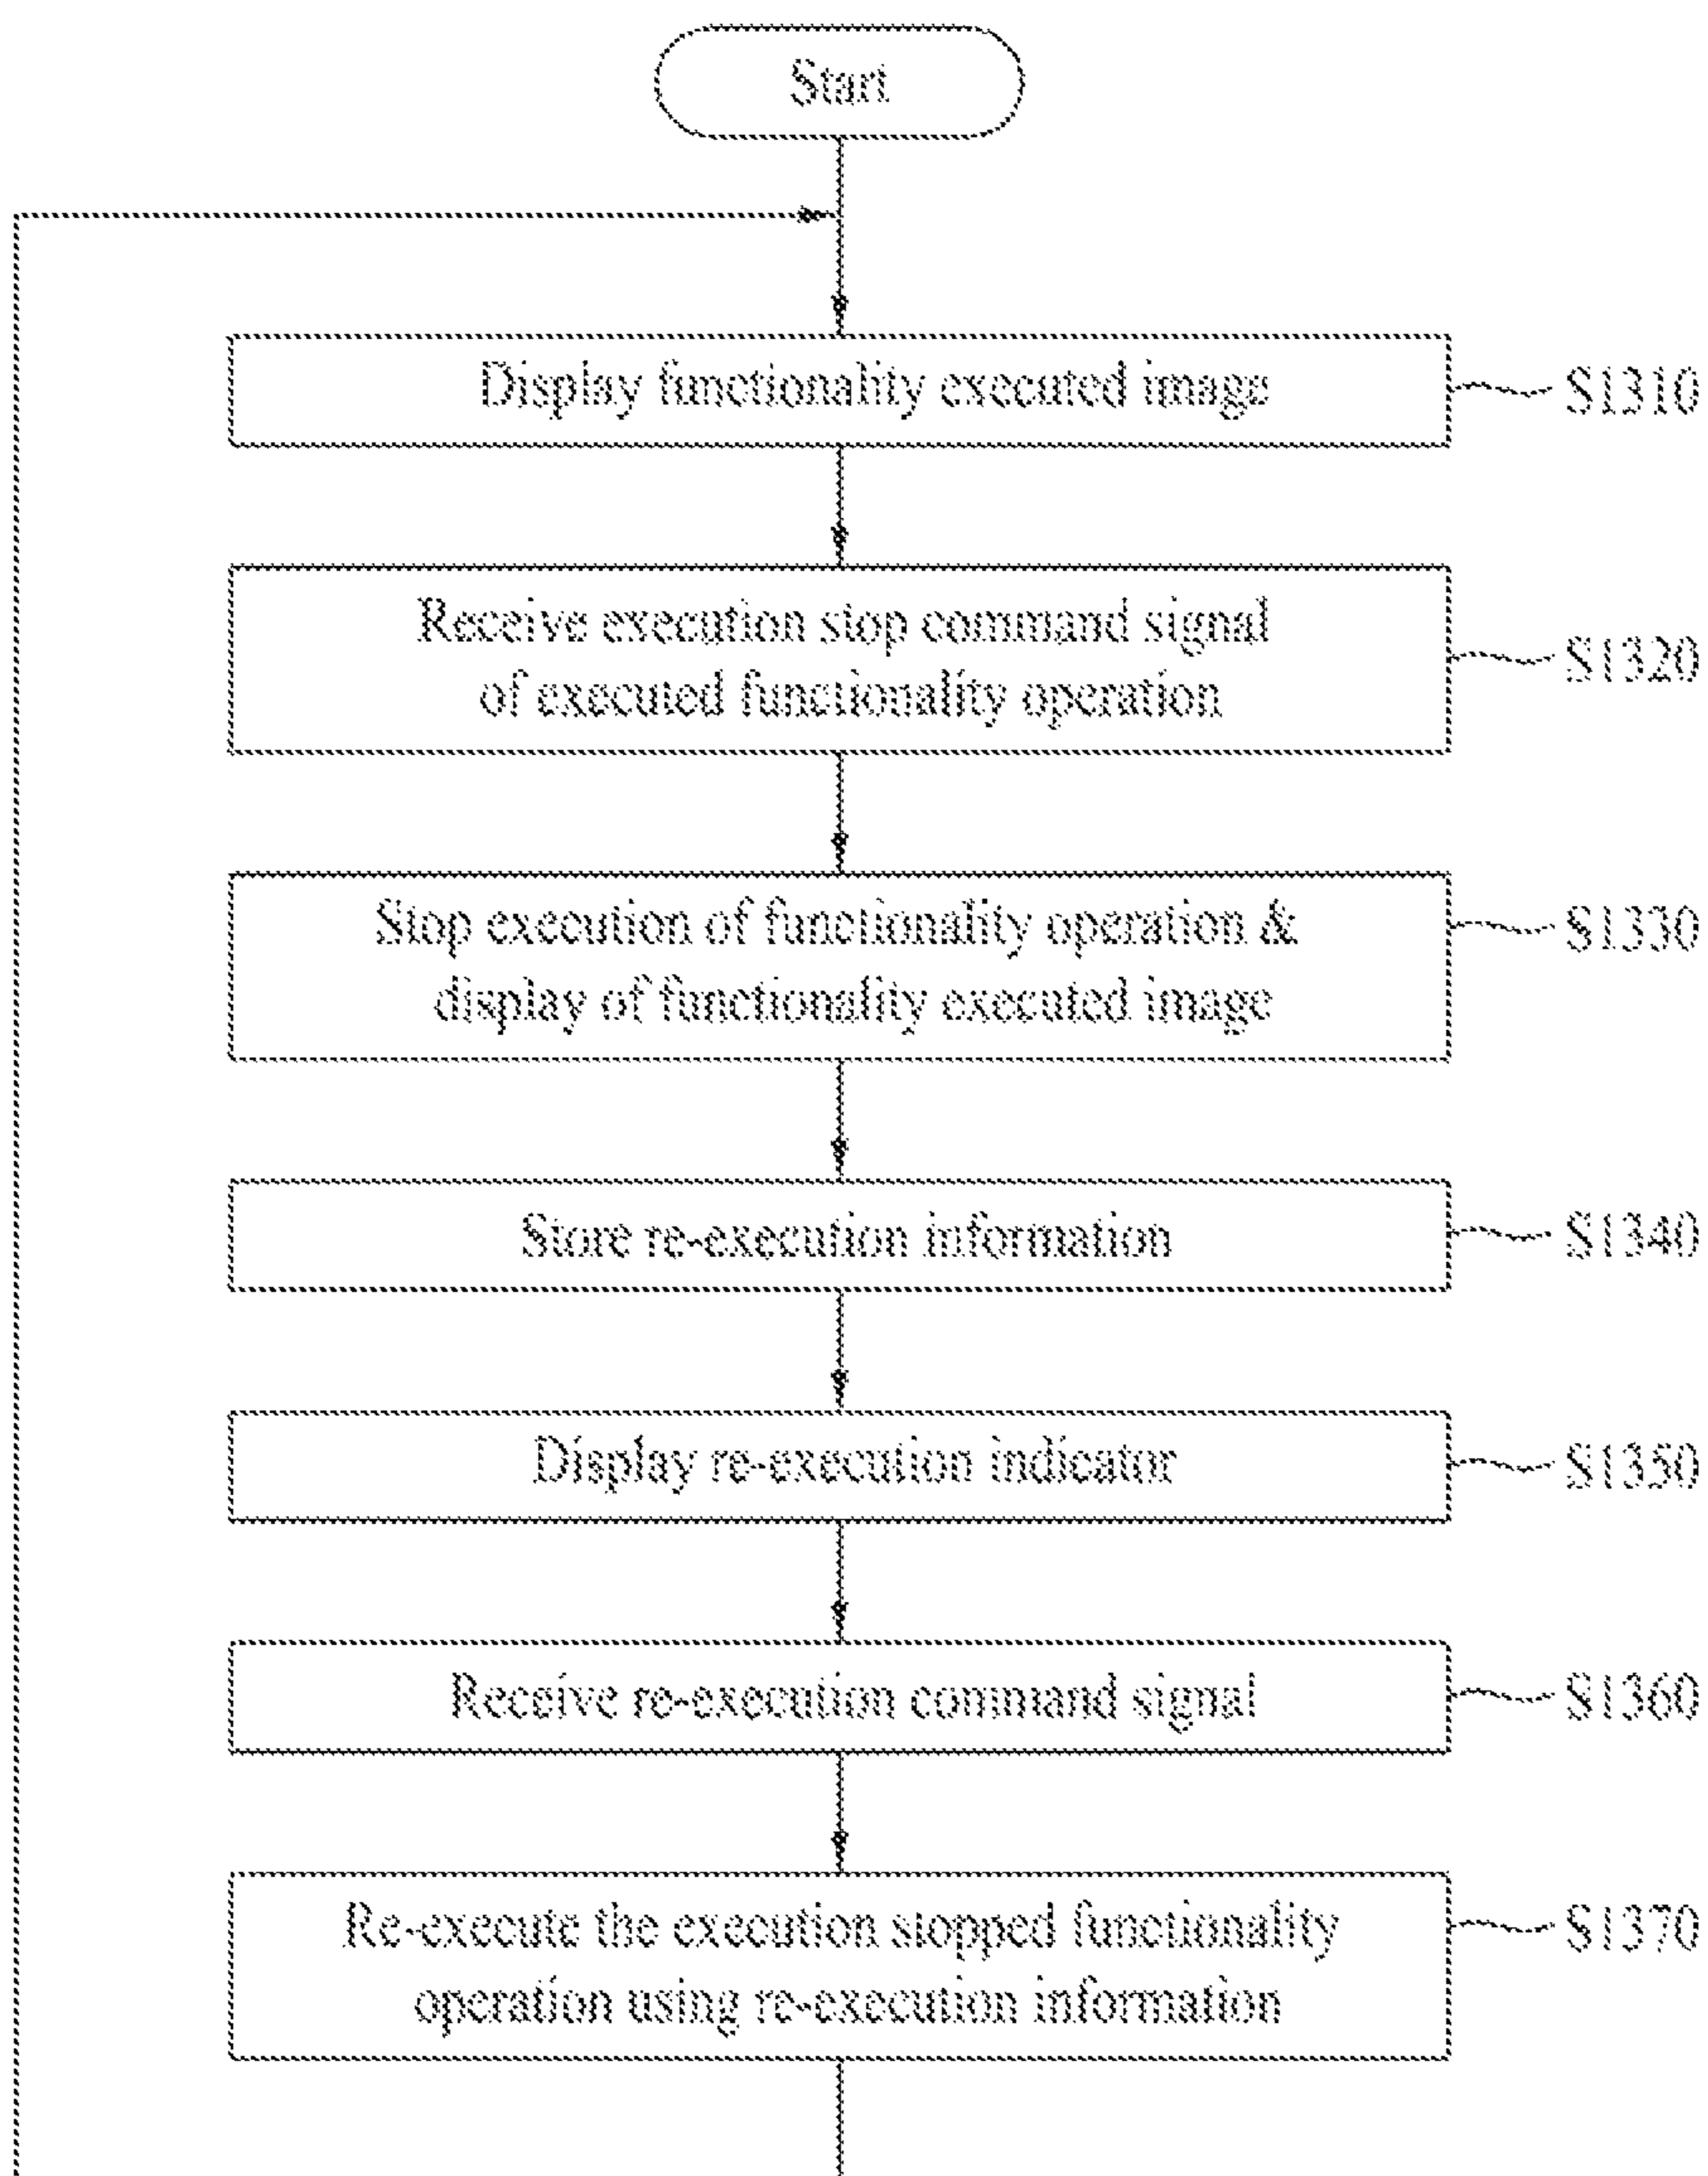 Start
Display functionality executed image
S1310
Receive execution stop command signal
of executed functionality operation
S1320
Stop execution of functionality operation &
display of functionality executed image
S1330
Store re-execution information
S1340
Display re-execution indicator
S1350
Receive re-execution command signal
S1360
Re-execute the execution stopped functionality
operation using re-execution information
S1370